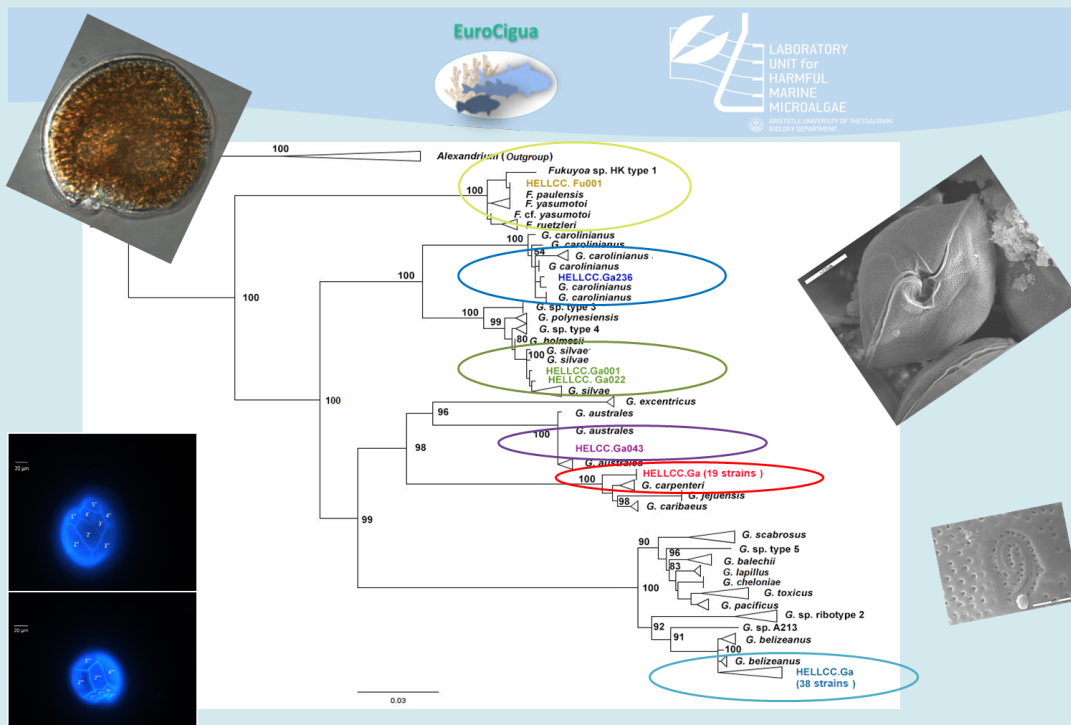 EuroCigua
LABORATORY
UNIT for
HARMFUL
MARINE
MICROALGAE
ARISTOTLE UNIVERSITY OF THESSALONIKI
BIOLOGY DEPARTMENT
100
Alexandrium (Outgroup)
Fukuyoa sp. HK type 1
HELLCC. Fu001
100
F. paulensis
F. yasumotoi
F. cf. yasumotoi
F. ruetzleri
100
G. carolinianus
G. carolinianus
54
G. carolinianus
G carolinianus
100
HELLCC.Ga236
G. carolinianus
G. carolinianus
100
G. sp. type 3
100
G. polynesiensis
99
G. sp. type 4
80
G. holmesii
G. silvae
100
G. silvae
HELLCC.Ga001
HELLCC. Ga022
G. silvae
100
G. excentricus
96
G. australes
G. australes
100
98
HELCC.Ga043
G. australes
HELLCC.Ga (19 strains )
100
G. carpenteri
G. jejuensis
98
G. caribaeus
99
G. scabrosus
90
G. sp. type 5
96
G. balechii
83
G. lapillus
G. cheloniae
100
G. toxicus
G. pacificus
G. sp. ribotype 2
92
G. sp. A213
91
G. belizeanus
100
G. belizeanus
HELLCC.Ga
(38 strains )
0.03
20 µm
20 µm